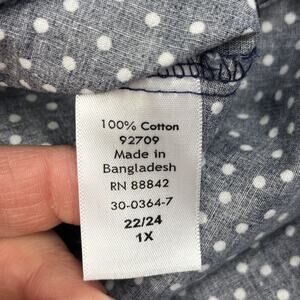 100% Cotton
92709
Made in
Bangladesh
RN 88842
30-0364-7
22/24
1X